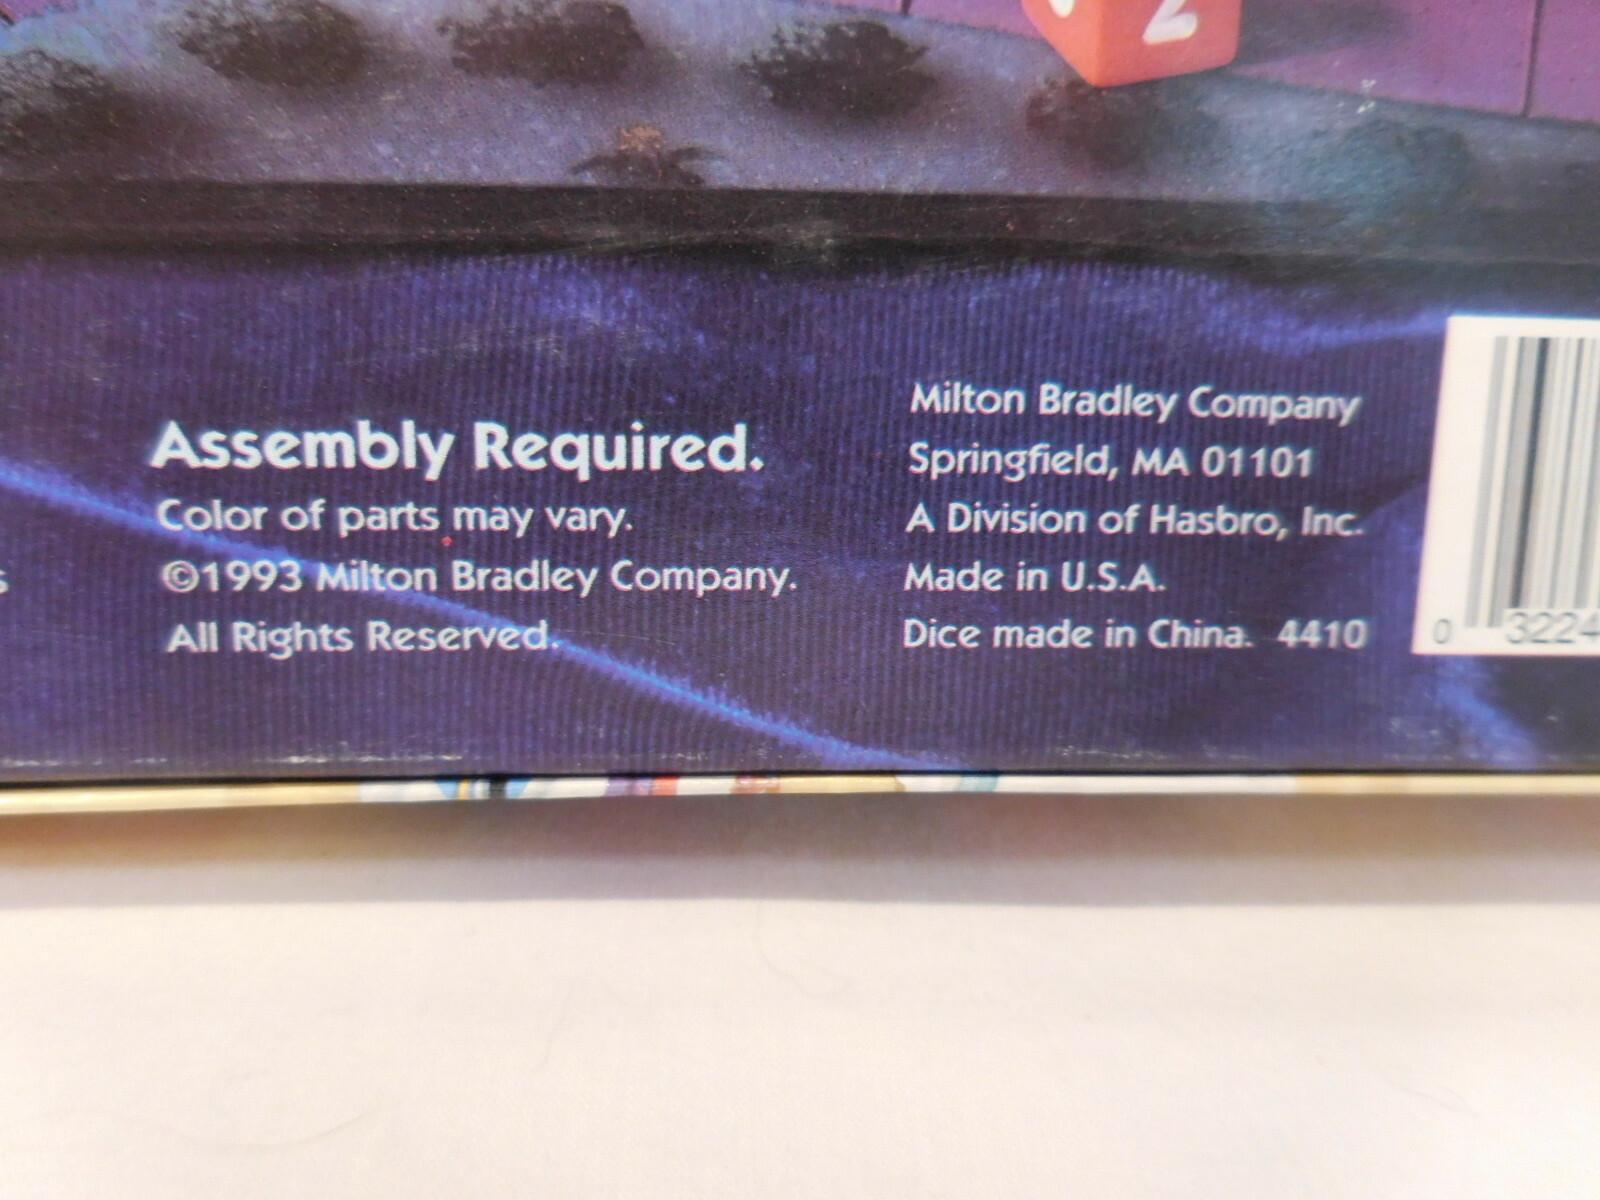 2
Assembly Required.
Color of parts may vary.
©1993 Milton Bradley Company.
All Rights Reserved.
Milton Bradley Company
Springfield, MA 01101
A Division of Hasbro, Inc.
Made in U.S.A.
Dice made in China. 4410
0 3224